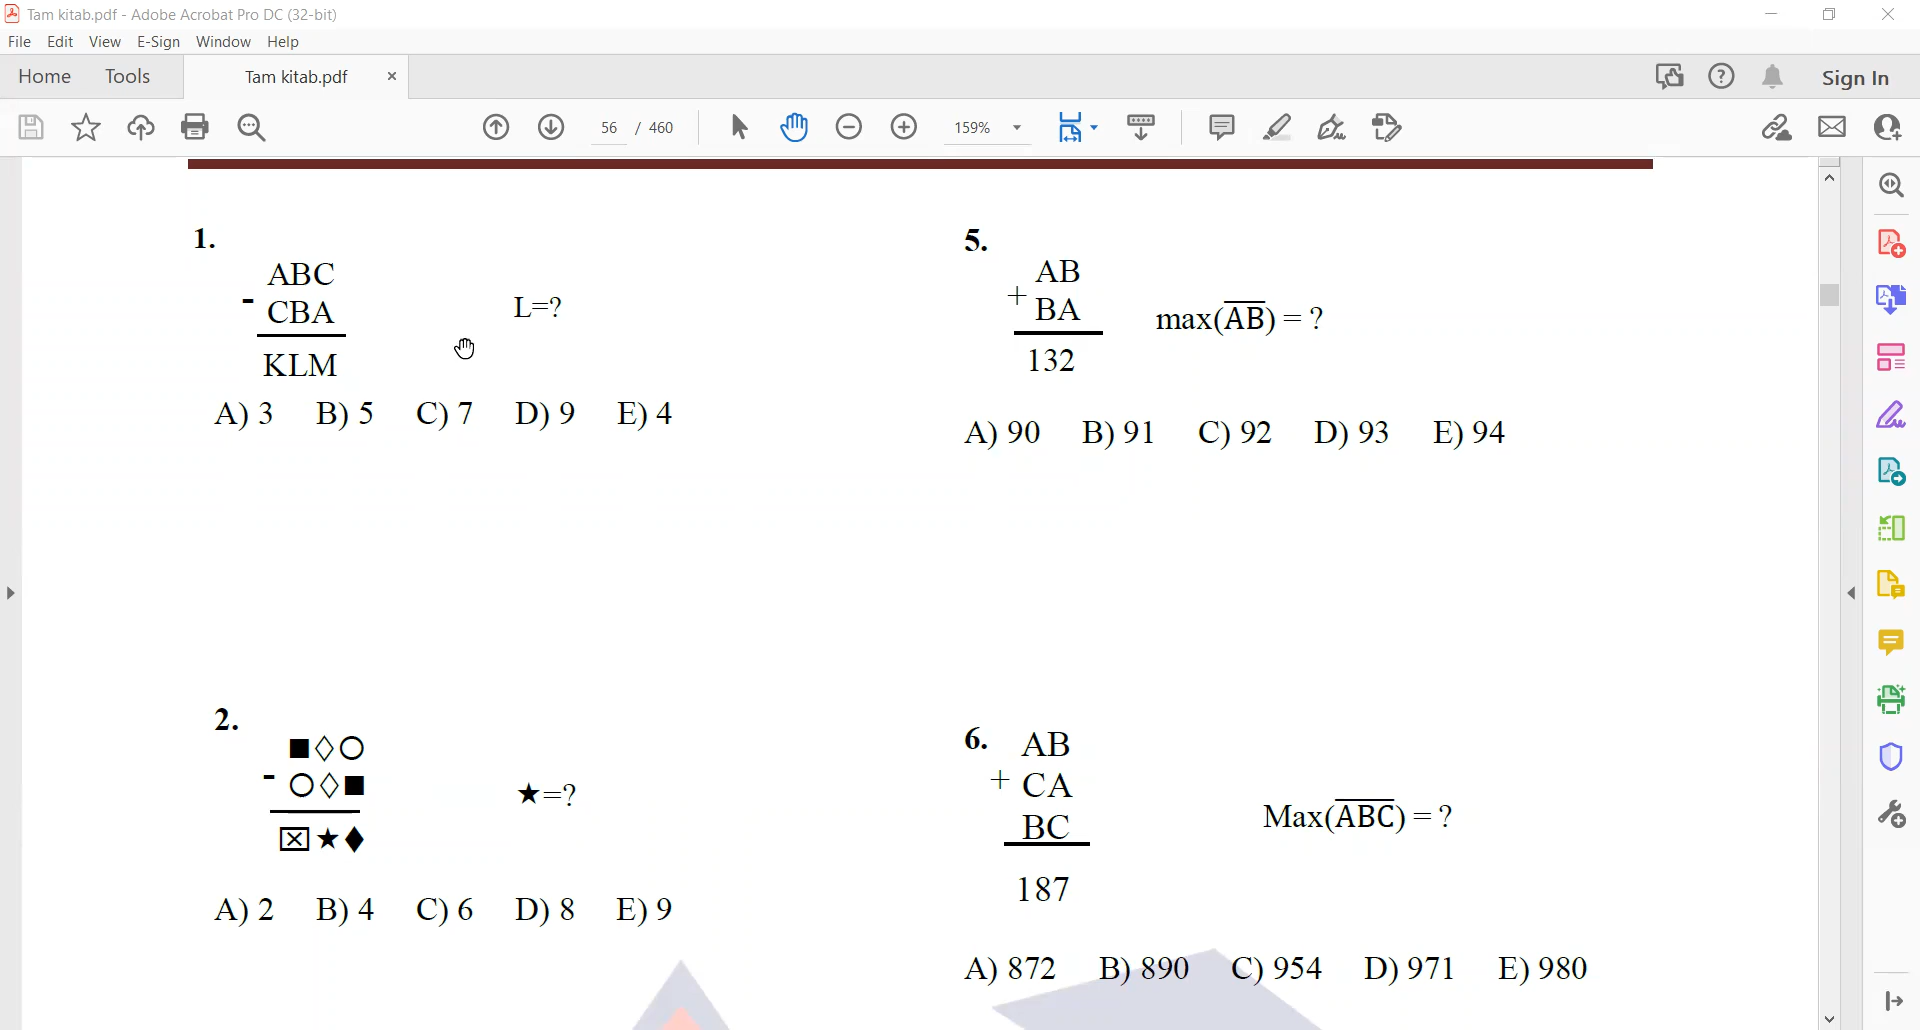 Tam kitab.pdf - Adobe Acrobat Pro DC (32-bit)
File Edit View E-Sign Window Help
Home Tools Tam kitab.pdf × Sign In
56 / 460 159%
1.
ABC
- CBA
KLM
L=?
A) 3 B) 5 C) 7 D) 9 E) 4
2.
■◊○
- ○◊■
⌧★♦
★=?
A) 2 B) 4 C) 6 D) 8 E) 9
5.
AB
+ BA
132
max(A̅B̅) = ?
A) 90 B) 91 C) 92 D) 93 E) 94
6.
AB
+ CA
BC
187
Max(A̅B̅C̅) = ?
A) 872 B) 890 C) 954 D) 971 E) 980